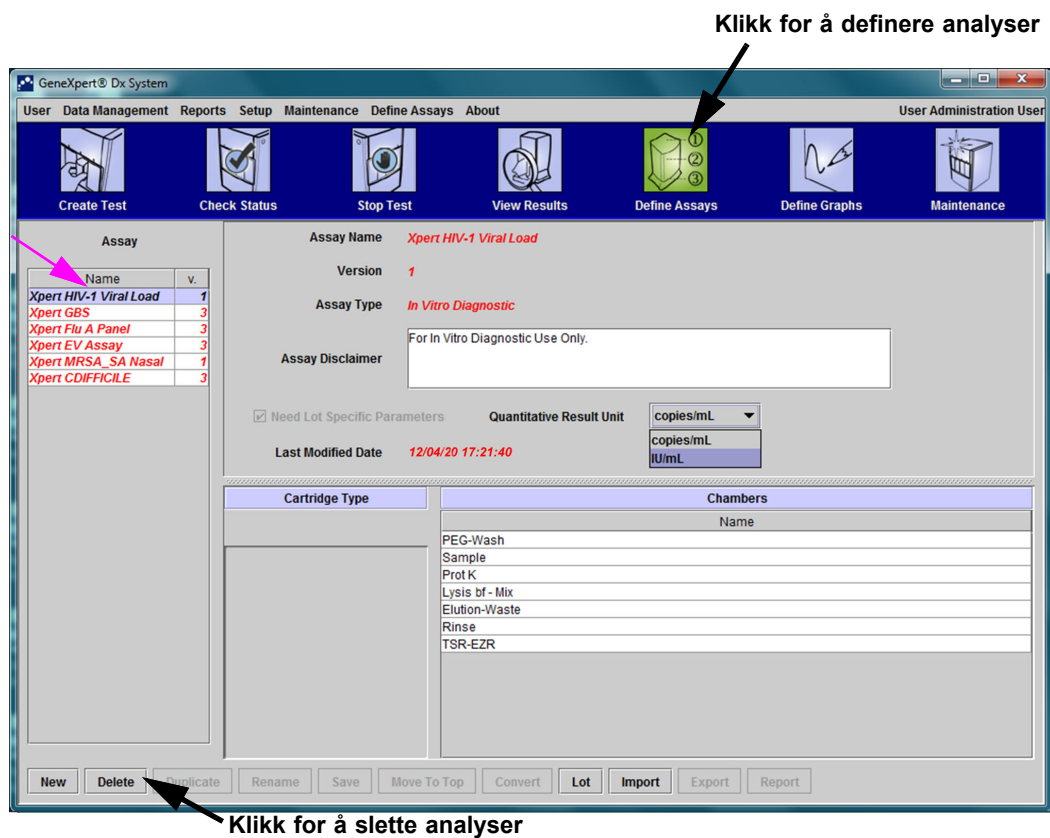 Klikk for å definere analyser
GeneXpert® Dx System
User Data Management Reports Setup Maintenance Define Assays About User Administration User
Create Test Check Status Stop Test View Results Define Assays Define Graphs Maintenance
1
2
3
Assay
Name v.
Xpert HIV-1 Viral Load 1
Xpert GBS 3
Xpert Flu A Panel 3
Xpert EV Assay 3
Xpert MRSA_SA Nasal 1
Xpert CDIFFICILE 3
Assay Name Xpert HIV-1 Viral Load
Version 1
Assay Type In Vitro Diagnostic
Assay Disclaimer For In Vitro Diagnostic Use Only.
Need Lot Specific Parameters Quantitative Result Unit copies/mL
copies/mL
IU/mL
Last Modified Date 12/04/20 17:21:40
Cartridge Type Chambers
Name
PEG-Wash
Sample
Prot K
Lysis bf - Mix
Elution-Waste
Rinse
TSR-EZR
New Delete Duplicate Rename Save Move To Top Convert Lot Import Export Report
Klikk for å slette analyser